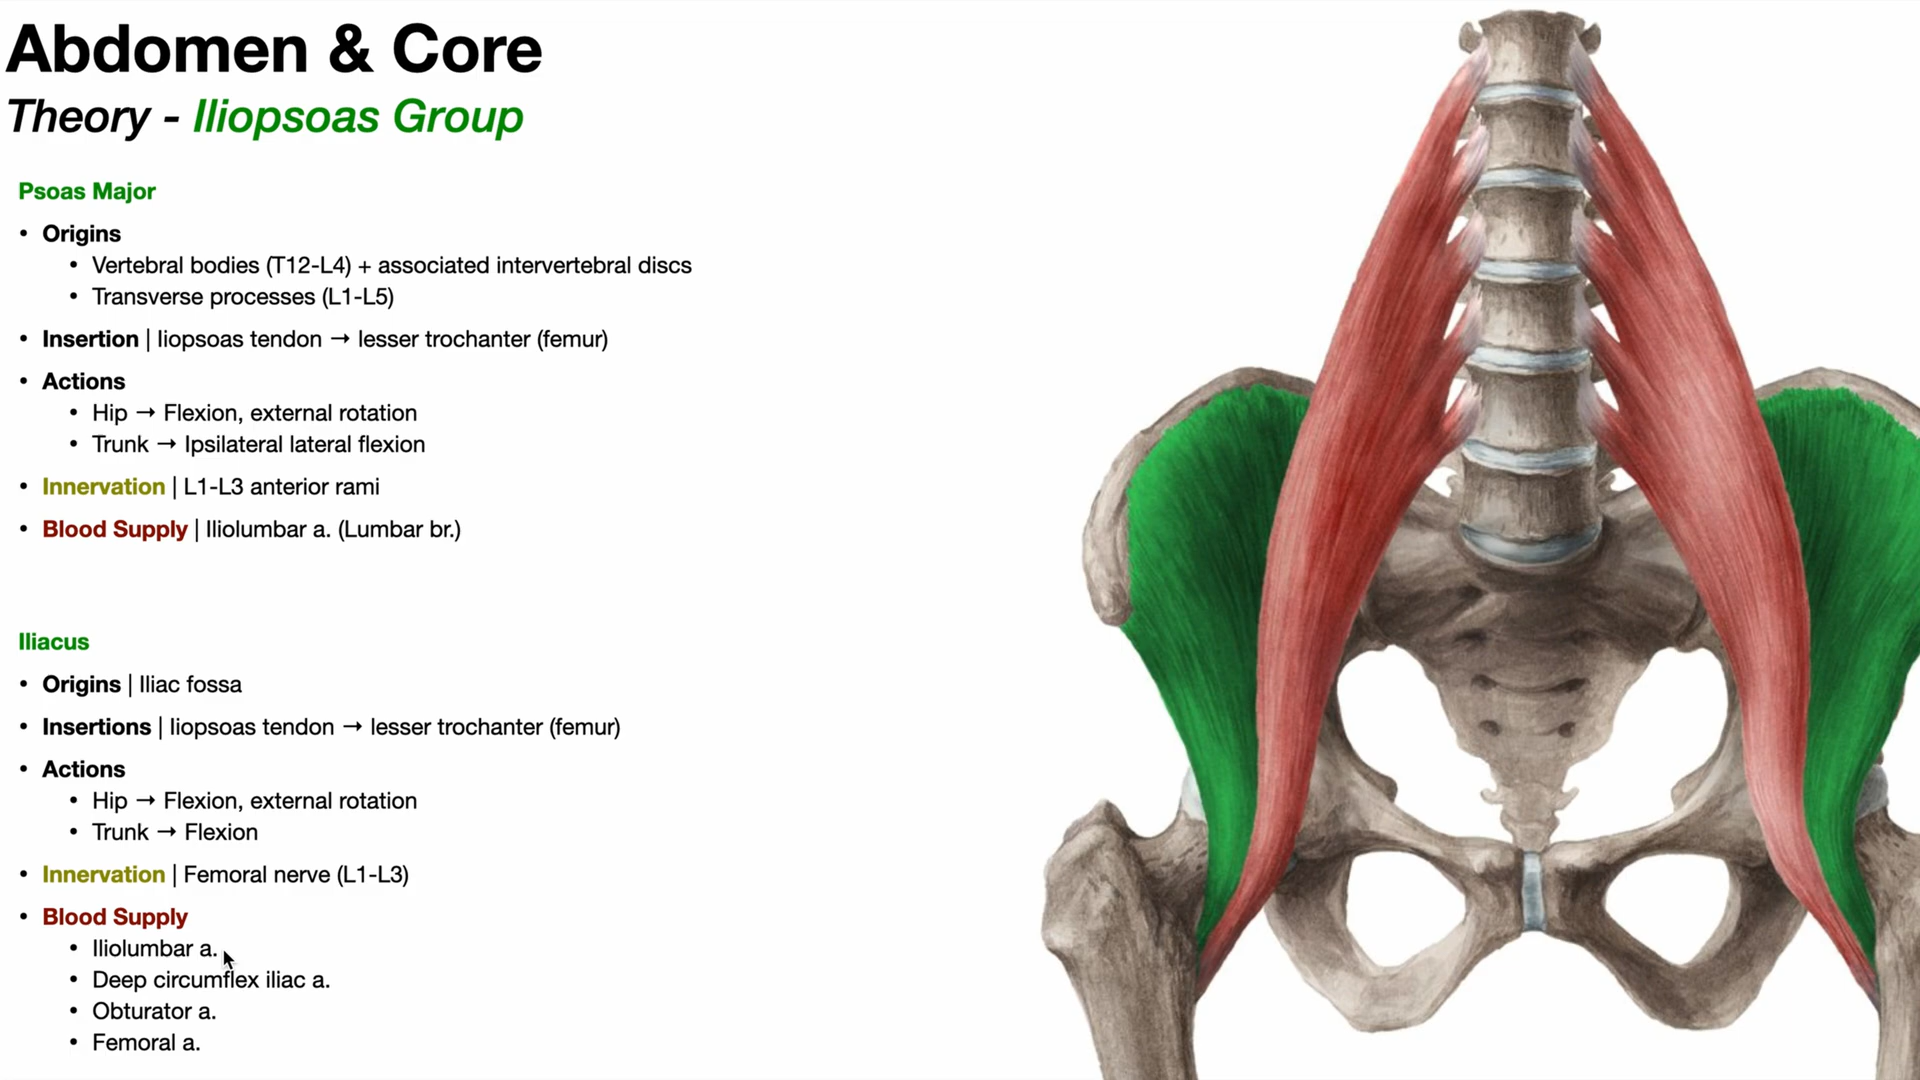 Abdomen & Core
Theory - Iliopsoas Group
Psoas Major
• Origins
• Vertebral bodies (T12-L4) + associated intervertebral discs
• Transverse processes (L1-L5)
• Insertion | Iiopsoas tendon → lesser trochanter (femur)
• Actions
• Hip → Flexion, external rotation
• Trunk → Ipsilateral lateral flexion
• Innervation | L1-L3 anterior rami
• Blood Supply | Iliolumbar a. (Lumbar br.)
Iliacus
• Origins | Iliac fossa
• Insertions | Iiopsoas tendon → lesser trochanter (femur)
• Actions
• Hip → Flexion, external rotation
• Trunk → Flexion
• Innervation | Femoral nerve (L1-L3)
• Blood Supply
• Iliolumbar a.
• Deep circumflex iliac a.
• Obturator a.
• Femoral a.